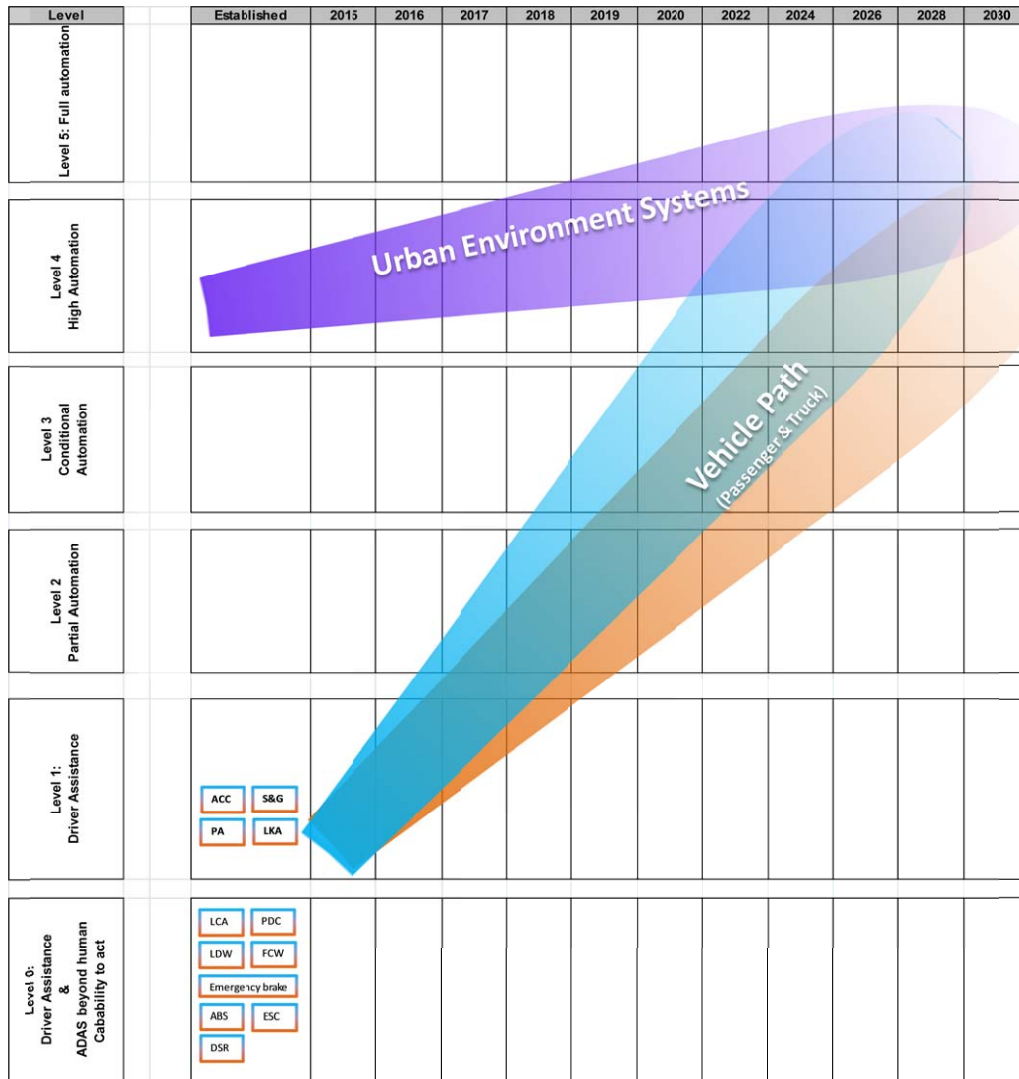 Level Established 2015 2016 2017 2018 2019 2020 2022 2024 2026 2028 2030
Level 5: Full automation
Urban Environment Systems
Level 4
High Automation
Level 3
Conditional
Automation
Vehicle Path
(Passenger & Truck)
Level 2
Partial Automation
Level 1:
Driver Assistance
ACC S&G
PA LKA
Level 0:
Driver Assistance
&
ADAS beyond human
Cabability to act
LCA PDC
LDW FCW
Emergency brake
ABS ESC
DSR